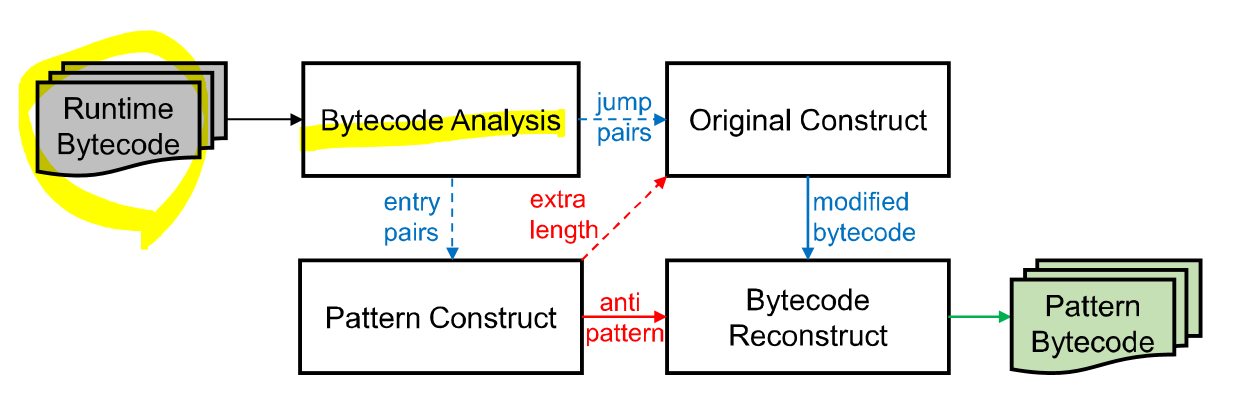 Runtime
Bytecode
Bytecode Analysis
jump
pairs
Original Construct
entry
pairs
extra
length
modified
bytecode
Pattern Construct
anti
pattern
Bytecode
Reconstruct
Pattern
Bytecode